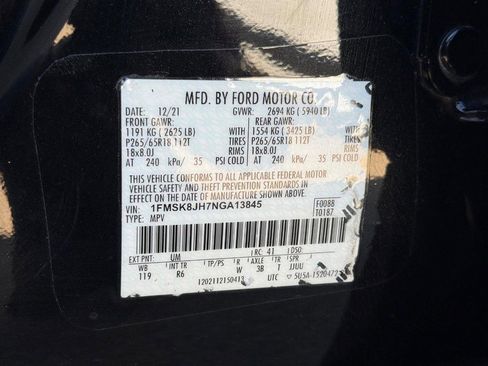 MFD. BY FORD MOTOR CO.
12/21 GVWR: 2694 KG ( 5940 LB)
FRONT GAWR: REAR GAWR:
1191 KG ( 2625 LB) WITH 1554 KG ( 3425 LB) WITH
P265/65R18 112T TIRES P265/65R18 112T TIRES
18x8.0J RIMS 18x8.0J RIMS
AT 240 kPa/ 35 PSI COLD AT 240 kPa/ 35 PSI COLD
THIS VEHICLE CONFORMS TO ALL APPLICABLE FEDERAL MOTOR
VEHICLE SAFETY AND THEFT PREVENTION STANDARDS IN
EFFECT ON THE DATE OF MANUFACTURE SHOWN ABOVE.
VIN: 1FMSK8JH7NGA13845 F0088
TYPE: MPV T0187
EXT PNT: UM RC: 41 DSO:
WB INT TR TP/PS R AXLE TR SPR
119 R6 W 3B T JJUU
1202112150413 UTC